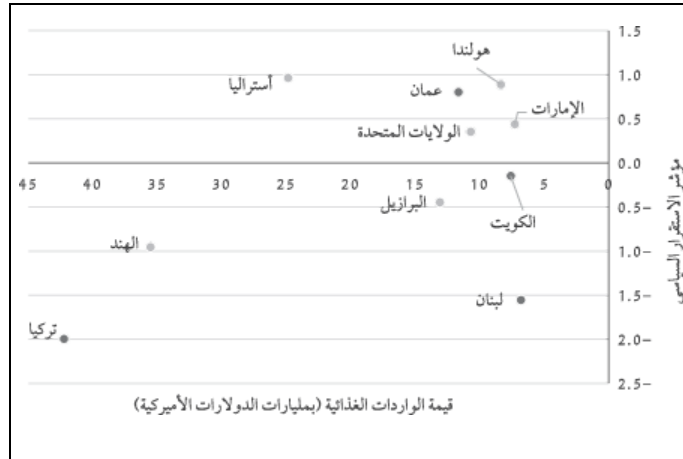 1.5
هولندا
1.0
أستراليا
عمان
الإمارات
0.5
الولايات المتحدة
0.0
45 40 35 30 25 20 15 10 5 0
البرازيل
0.5–
الكويت
الهند
1.0–
لبنان
1.5–
تركيا
2.0–
2.5–
مؤشر الاستقرار السياسي
قيمة الواردات الغذائية (بمليارات الدولارات الأميركية)